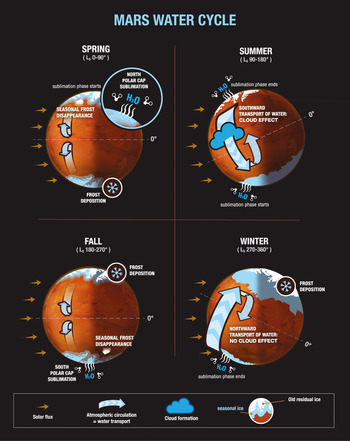 MARS WATER CYCLE
SPRING
( Ls 0-90° )
sublimation phase starts
NORTH
POLAR CAP
SUBLIMATION
H₂O
SEASONAL FROST
DISAPPEARANCE
0°
FROST
DEPOSITION
SUMMER
( Ls 90-180° )
sublimation phase ends
H₂O
SOUTHWARD
TRANSPORT OF WATER:
CLOUD EFFECT
0°
H₂O
sublimation phase starts
FALL
( Ls 180-270° )
FROST
DEPOSITION
0°
SEASONAL FROST
DISAPPEARANCE
SOUTH
POLAR CAP
SUBLIMATION
H₂O
WINTER
( Ls 270-360° )
FROST
DEPOSITION
0°
NORTHWARD
TRANSPORT OF WATER:
NO CLOUD EFFECT
H₂O
sublimation phase ends
Solar flux
Atmospheric circulation
= water transport
Cloud formation
seasonal ice
Old residual ice